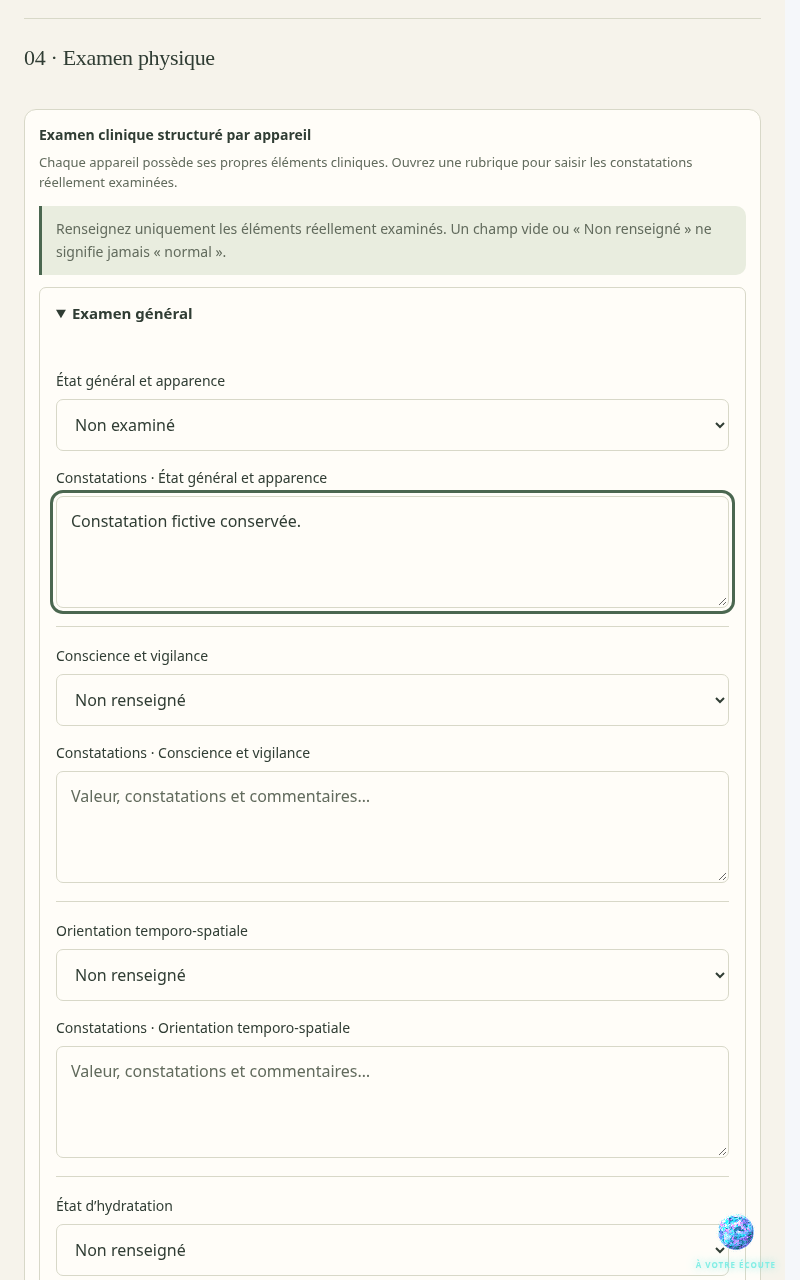 04 · Examen physique
Examen clinique structuré par appareil
Chaque appareil possède ses propres éléments cliniques. Ouvrez une rubrique pour saisir les constatations
réellement examinées.
Renseignez uniquement les éléments réellement examinés. Un champ vide ou « Non renseigné » ne
signifie jamais « normal ».
▼ Examen général
État général et apparence
Non examiné
Constatations · État général et apparence
Constatation fictive conservée.
Conscience et vigilance
Non renseigné
Constatations · Conscience et vigilance
Valeur, constatations et commentaires…
Orientation temporo-spatiale
Non renseigné
Constatations · Orientation temporo-spatiale
Valeur, constatations et commentaires…
État d’hydratation
Non renseigné
À VOTRE ÉCOUTE